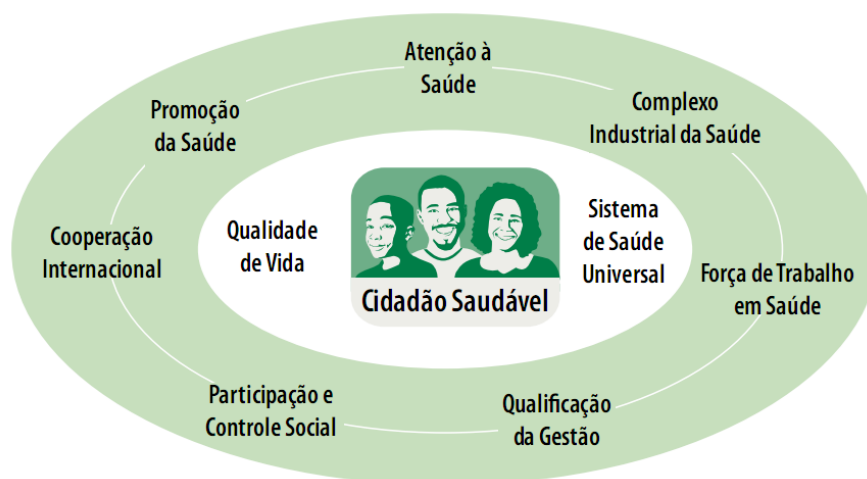 Atenção à
Saúde
Promoção
da Saúde
Complexo
Industrial da Saúde
Cooperação
Internacional
Qualidade
de Vida
Cidadão Saudável
Sistema
de Saúde
Universal
Força de Trabalho
em Saúde
Participação e
Controle Social
Qualificação
da Gestão